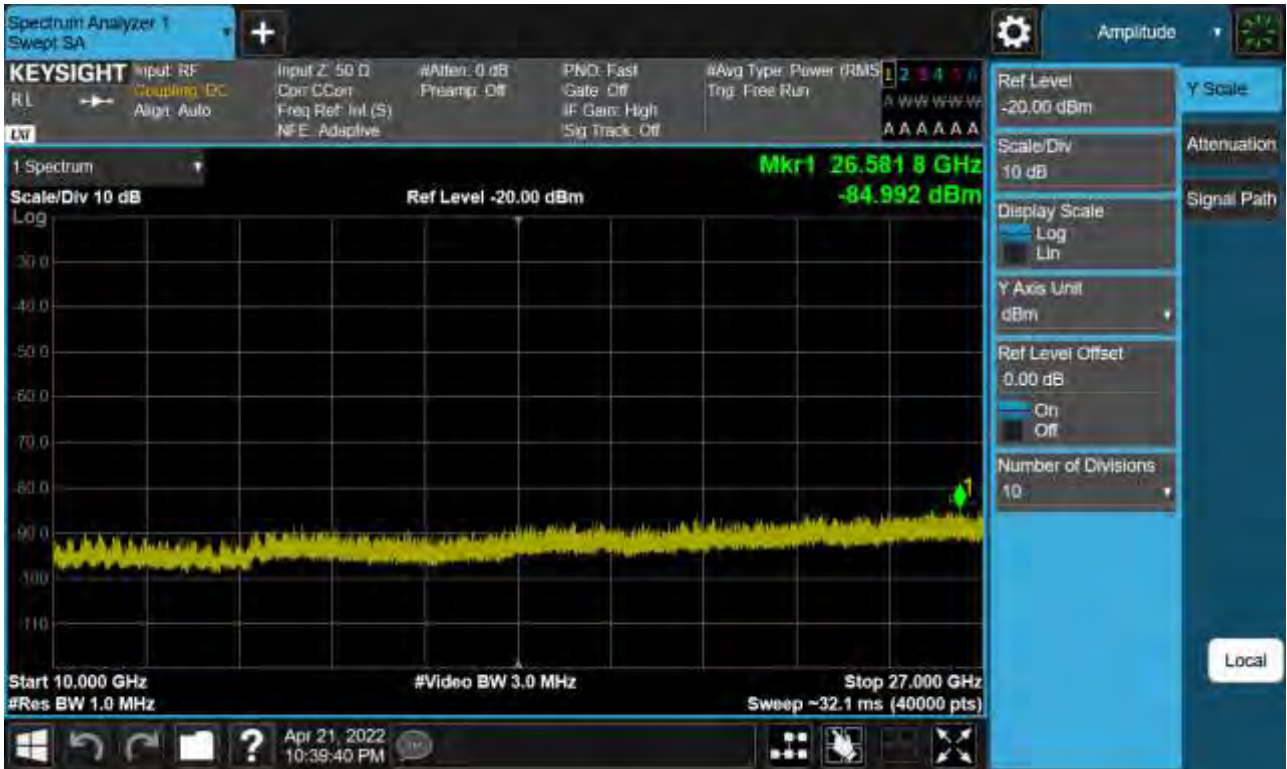 Spectrum Analyzer 1
Swept SA
Amplitude
KEYSIGHT
RL
Input: RF
Coupling: DC
Align: Auto
Input Z: 50 Ω
Corr CCorr
Freq Ref: Int (S)
NFE: Adaptive
#Atten: 0 dB
Preamp: Off
PNO: Fast
Gate: Off
IF Gain: High
Sig Track: Off
#Avg Type: Power (RMS
Trig: Free Run
1 2 3 4 5 6
A W W W W W
A A A A A A
1 Spectrum
Scale/Div 10 dB
Ref Level -20.00 dBm
Mkr1 26.581 8 GHz
-84.992 dBm
Log
-30.0
-40.0
-50.0
-60.0
-70.0
-80.0
-90.0
-100
-110
1
Start 10.000 GHz
#Res BW 1.0 MHz
#Video BW 3.0 MHz
Stop 27.000 GHz
Sweep ~32.1 ms (40000 pts)
Ref Level
-20.00 dBm
Scale/Div
10 dB
Display Scale
Log
Lin
Y Axis Unit
dBm
Ref Level Offset
0.00 dB
On
Off
Number of Divisions
10
Y Scale
Attenuation
Signal Path
Local
?
Apr 21, 2022
10:39:40 PM